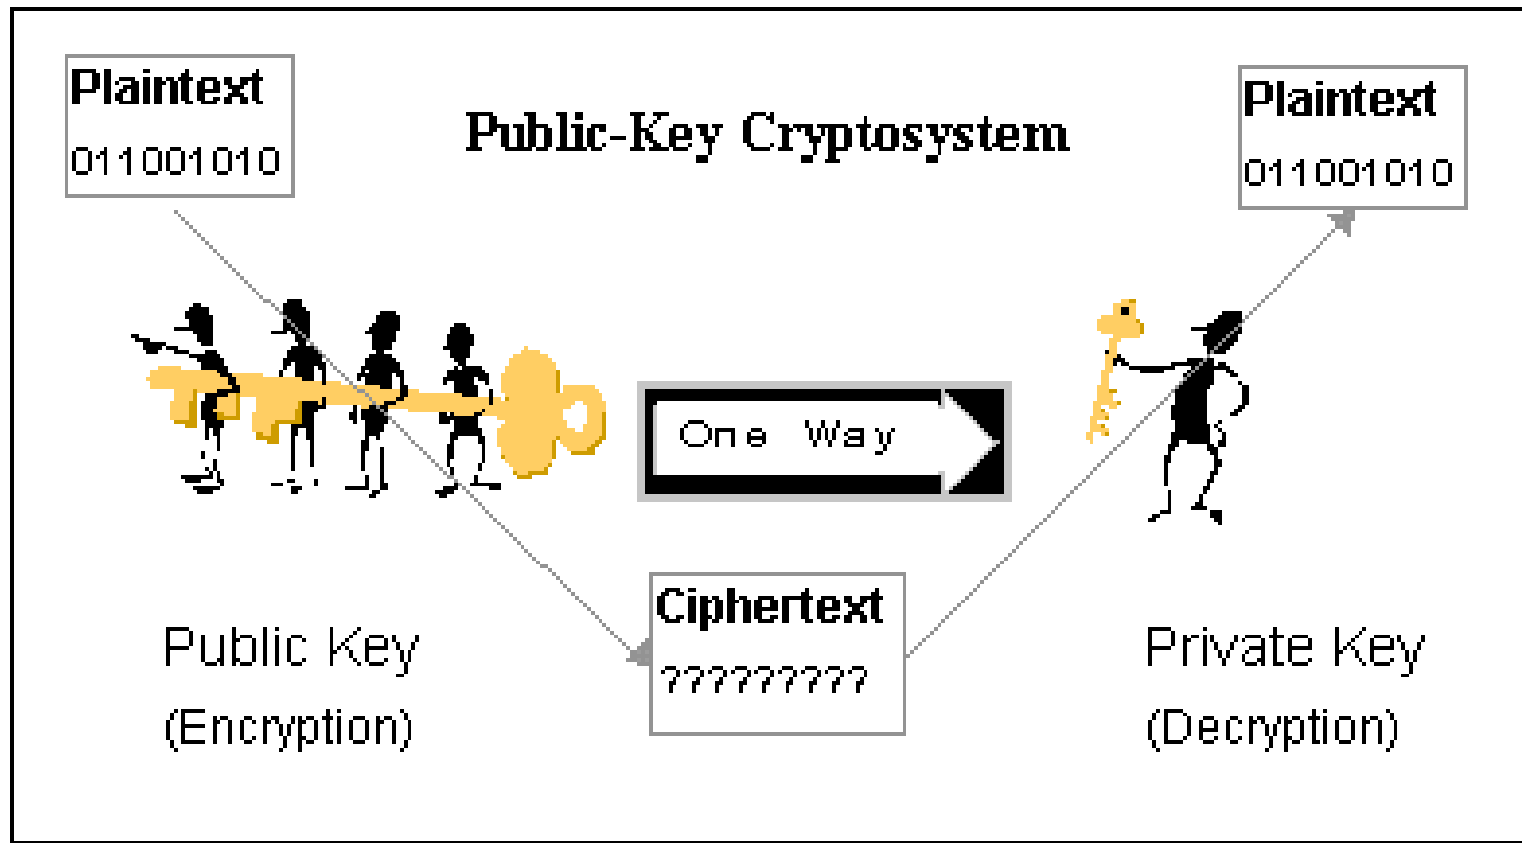 Plaintext
011001010
Public-Key Cryptosystem
Plaintext
011001010
One Way
Ciphertext
?????????
Public Key
(Encryption)
Private Key
(Decryption)